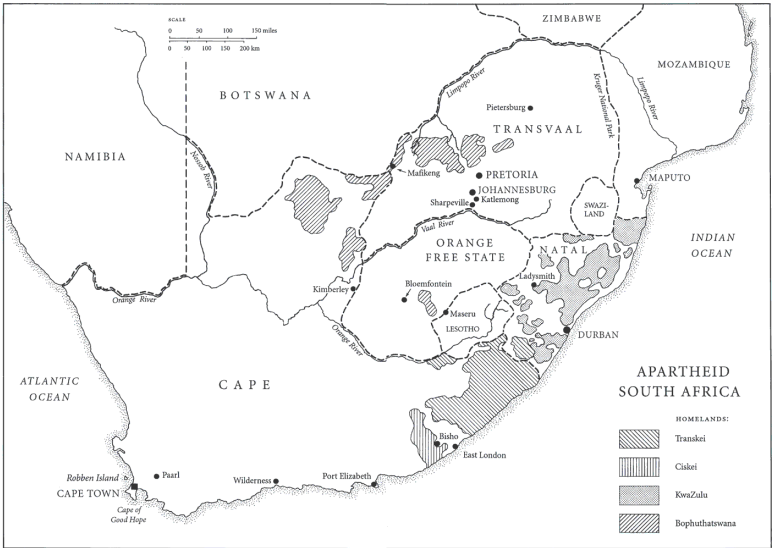 SCALE
0 50 100 150 miles
0 50 100 150 200 km
ZIMBABWE
MOZAMBIQUE
BOTSWANA
NAMIBIA
Nossob River
Limpopo River
Limpopo River
Kruger National Park
Pietersburg
TRANSVAAL
Mafikeng
PRETORIA
JOHANNESBURG
Sharpeville
Katlemong
MAPUTO
SWAZI-
LAND
Vaal River
ORANGE
FREE STATE
NATAL
INDIAN
OCEAN
Ladysmith
Kimberley
Bloemfontein
Maseru
LESOTHO
Orange River
Orange River
DURBAN
ATLANTIC
OCEAN
CAPE
Bisho
East London
Robben Island
CAPE TOWN
Paarl
Wilderness
Port Elizabeth
Cape of
Good Hope
APARTHEID
SOUTH AFRICA
HOMELANDS:
Transkei
Ciskei
KwaZulu
Bophuthatswana